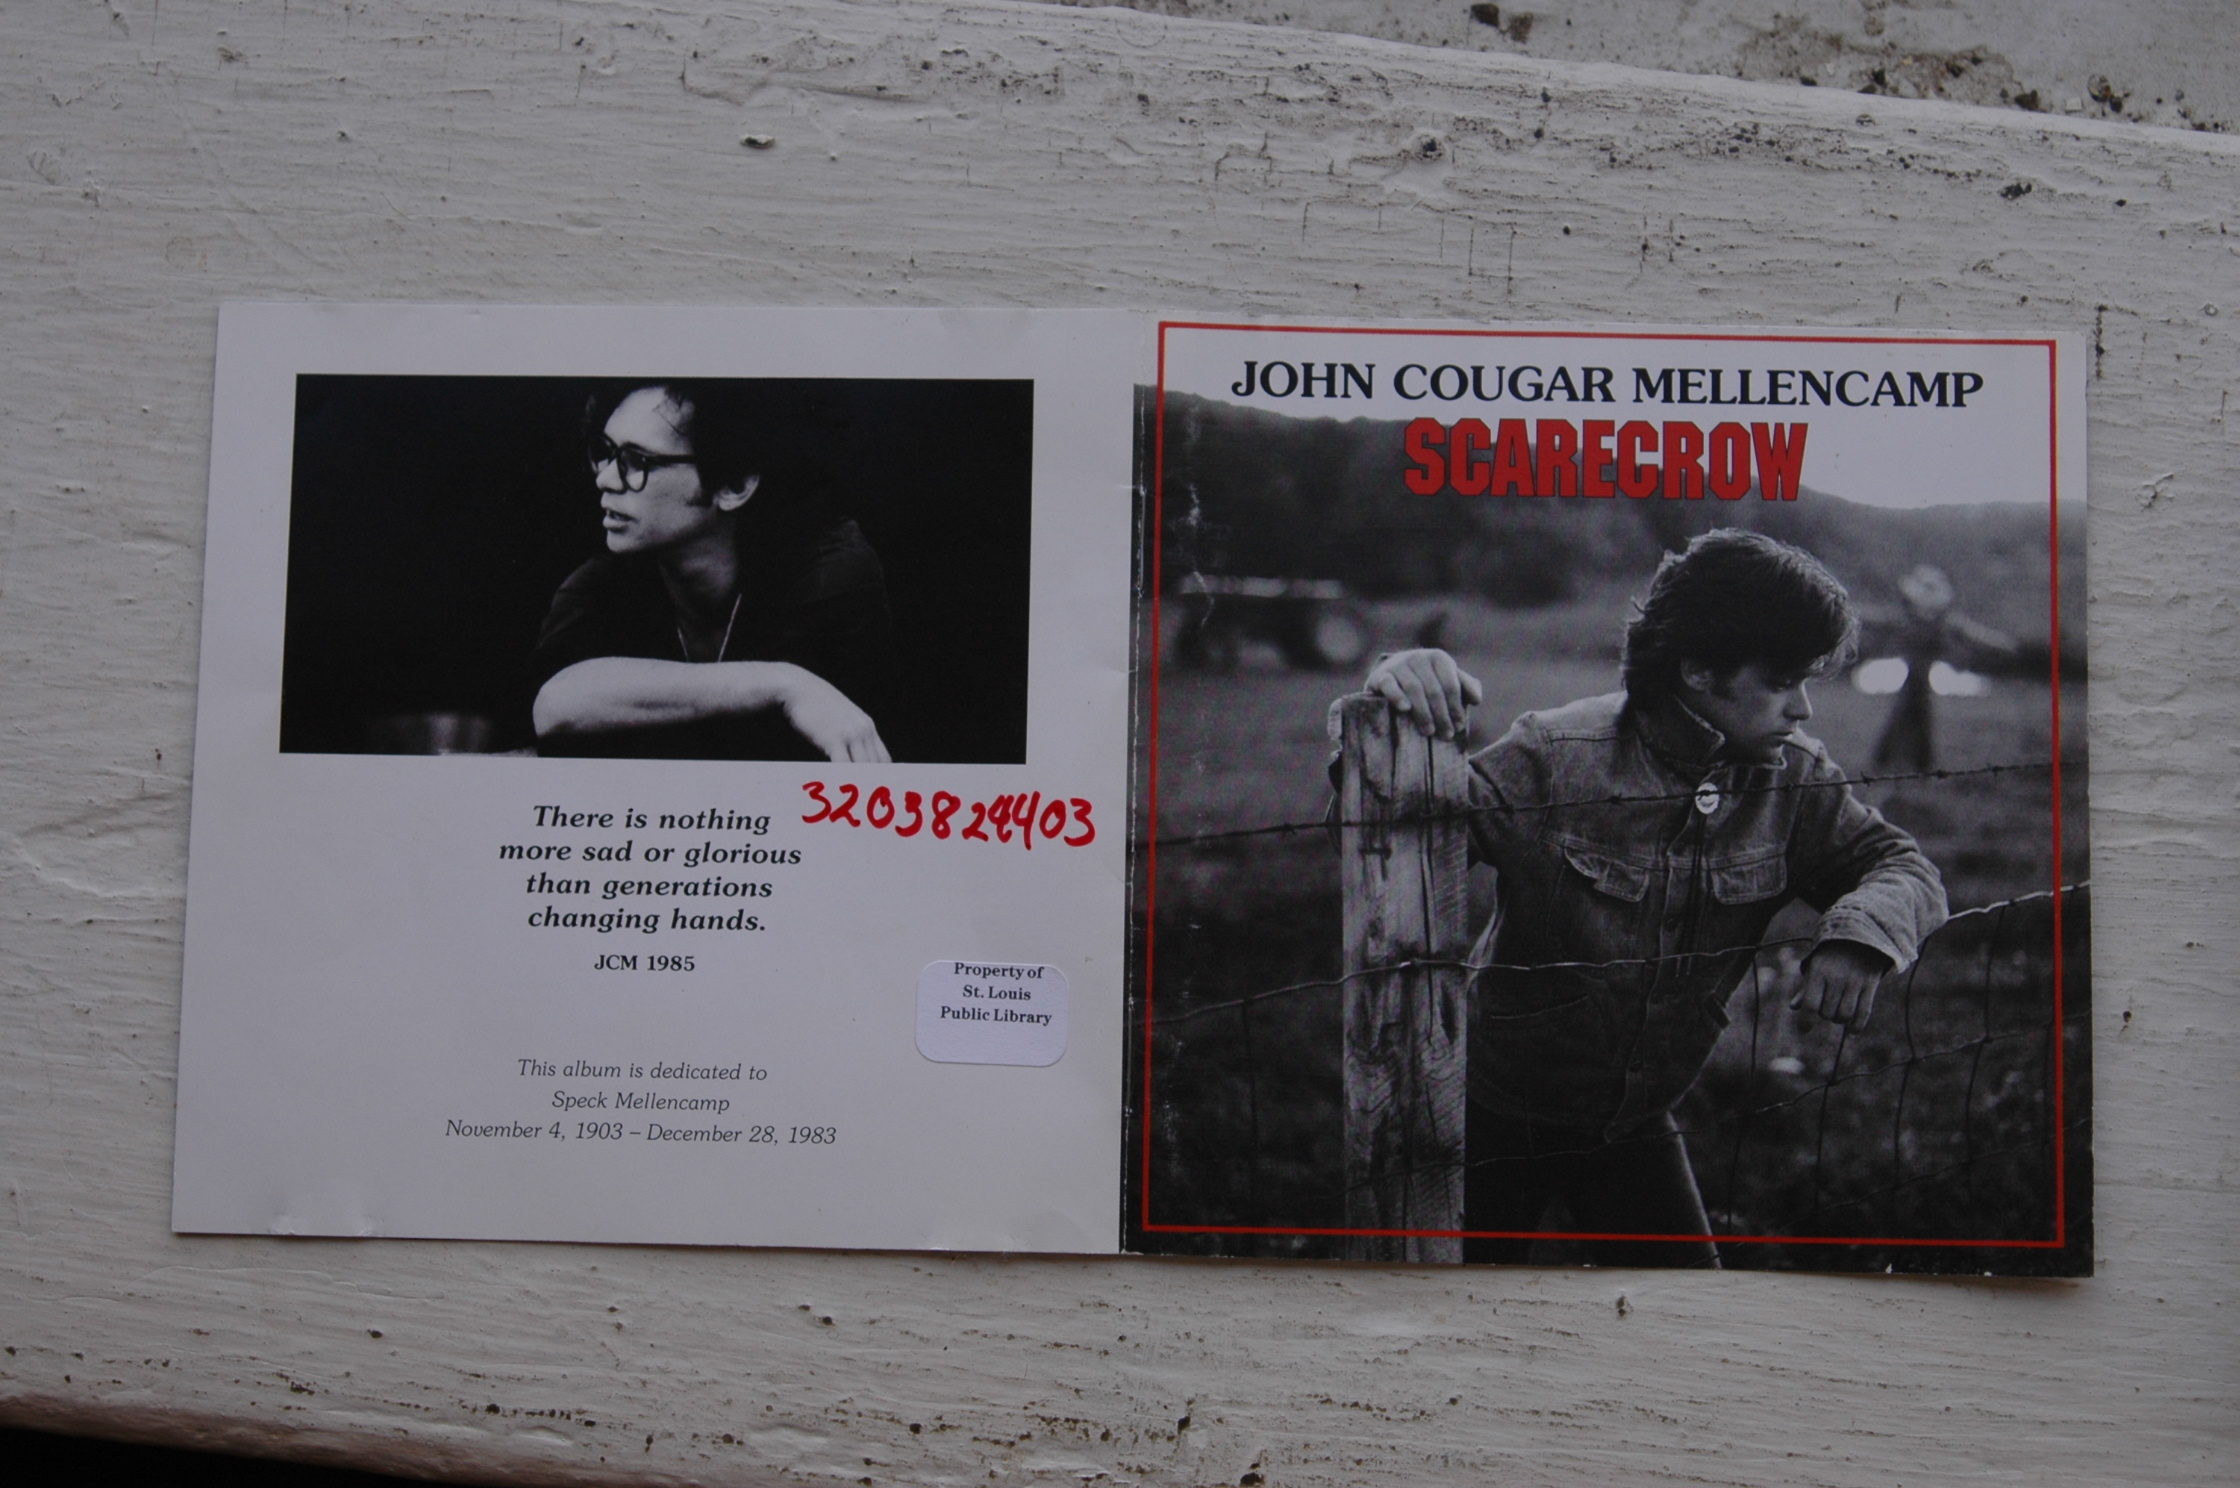 There is nothing
more sad or glorious
than generations
changing hands.
JCM 1985
3203824403
Property of
St. Louis
Public Library
This album is dedicated to
Speck Mellencamp
November 4, 1903 – December 28, 1983
JOHN COUGAR MELLENCAMP
SCARECROW